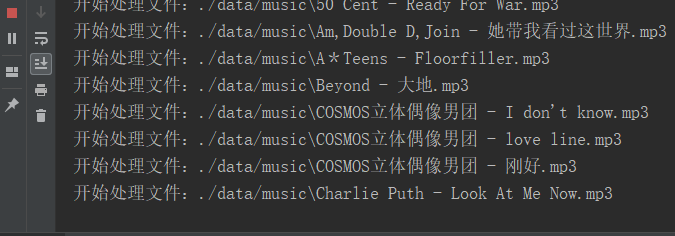 开始处理文件：./data/music\50 Cent - Ready For War.mp3
开始处理文件：./data/music\Am,Double D,Join - 她带我看过这世界.mp3
开始处理文件：./data/music\A＊Teens - Floorfiller.mp3
开始处理文件：./data/music\Beyond - 大地.mp3
开始处理文件：./data/music\COSMOS立体偶像男团 - I don't know.mp3
开始处理文件：./data/music\COSMOS立体偶像男团 - love line.mp3
开始处理文件：./data/music\COSMOS立体偶像男团 - 刚好.mp3
开始处理文件：./data/music\Charlie Puth - Look At Me Now.mp3